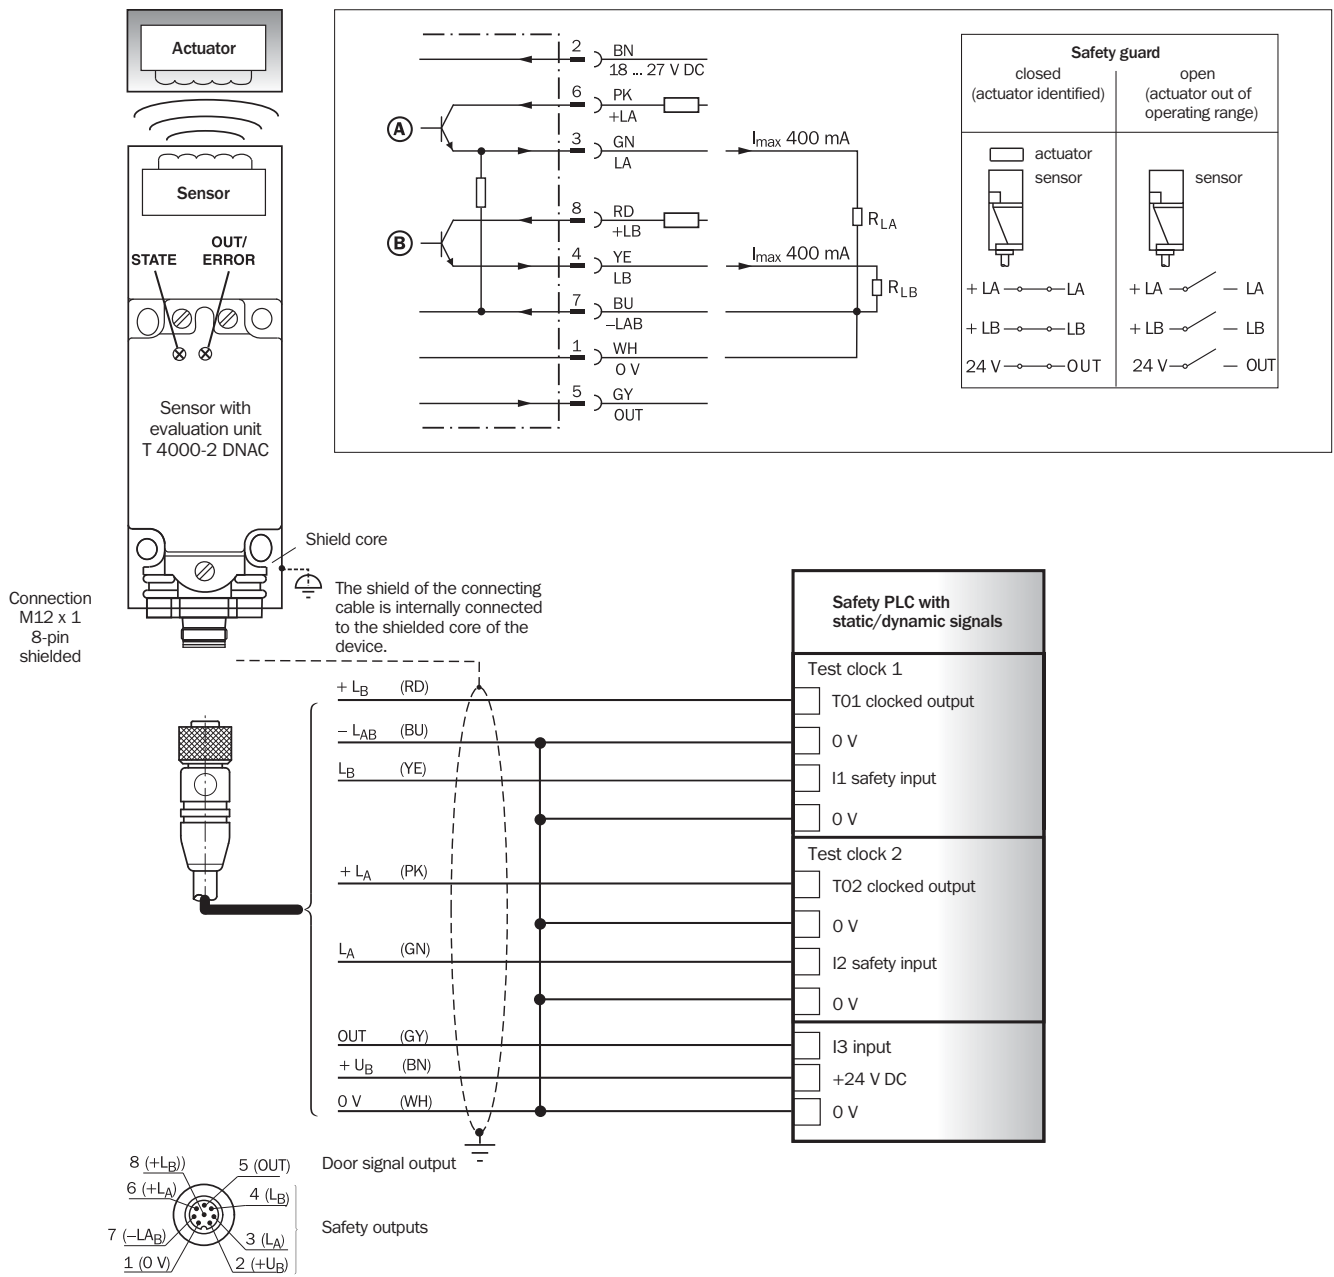 Actuator
Sensor
STATE
OUT/
ERROR
Sensor with
evaluation unit
T 4000-2 DNAC
2
BN
18 ... 27 V DC
6
PK
+LA
A
3
GN
LA
Imax 400 mA
RLA
8
RD
+LB
B
4
YE
LB
Imax 400 mA
RLB
7
BU
–LAB
1
WH
0 V
5
GY
OUT
Safety guard
closed
(actuator identified)
open
(actuator out of
operating range)
actuator
sensor
sensor
+ LA LA
+ LB LB
24 V OUT
+ LA LA
+ LB LB
24 V OUT
Shield core
Connection
M12 x 1
8-pin
shielded
The shield of the connecting
cable is internally connected
to the shielded core of the
device.
Safety PLC with
static/dynamic signals
Test clock 1
+ LB (RD)
T01 clocked output
– LAB (BU)
0 V
LB (YE)
I1 safety input
0 V
Test clock 2
+ LA (PK)
T02 clocked output
0 V
LA (GN)
I2 safety input
0 V
OUT (GY)
I3 input
+ UB (BN)
+24 V DC
0 V (WH)
0 V
8 (+LB))
5 (OUT)
Door signal output
6 (+LA)
4 (LB)
Safety outputs
7 (–LAB)
3 (LA)
1 (0 V)
2 (+UB)